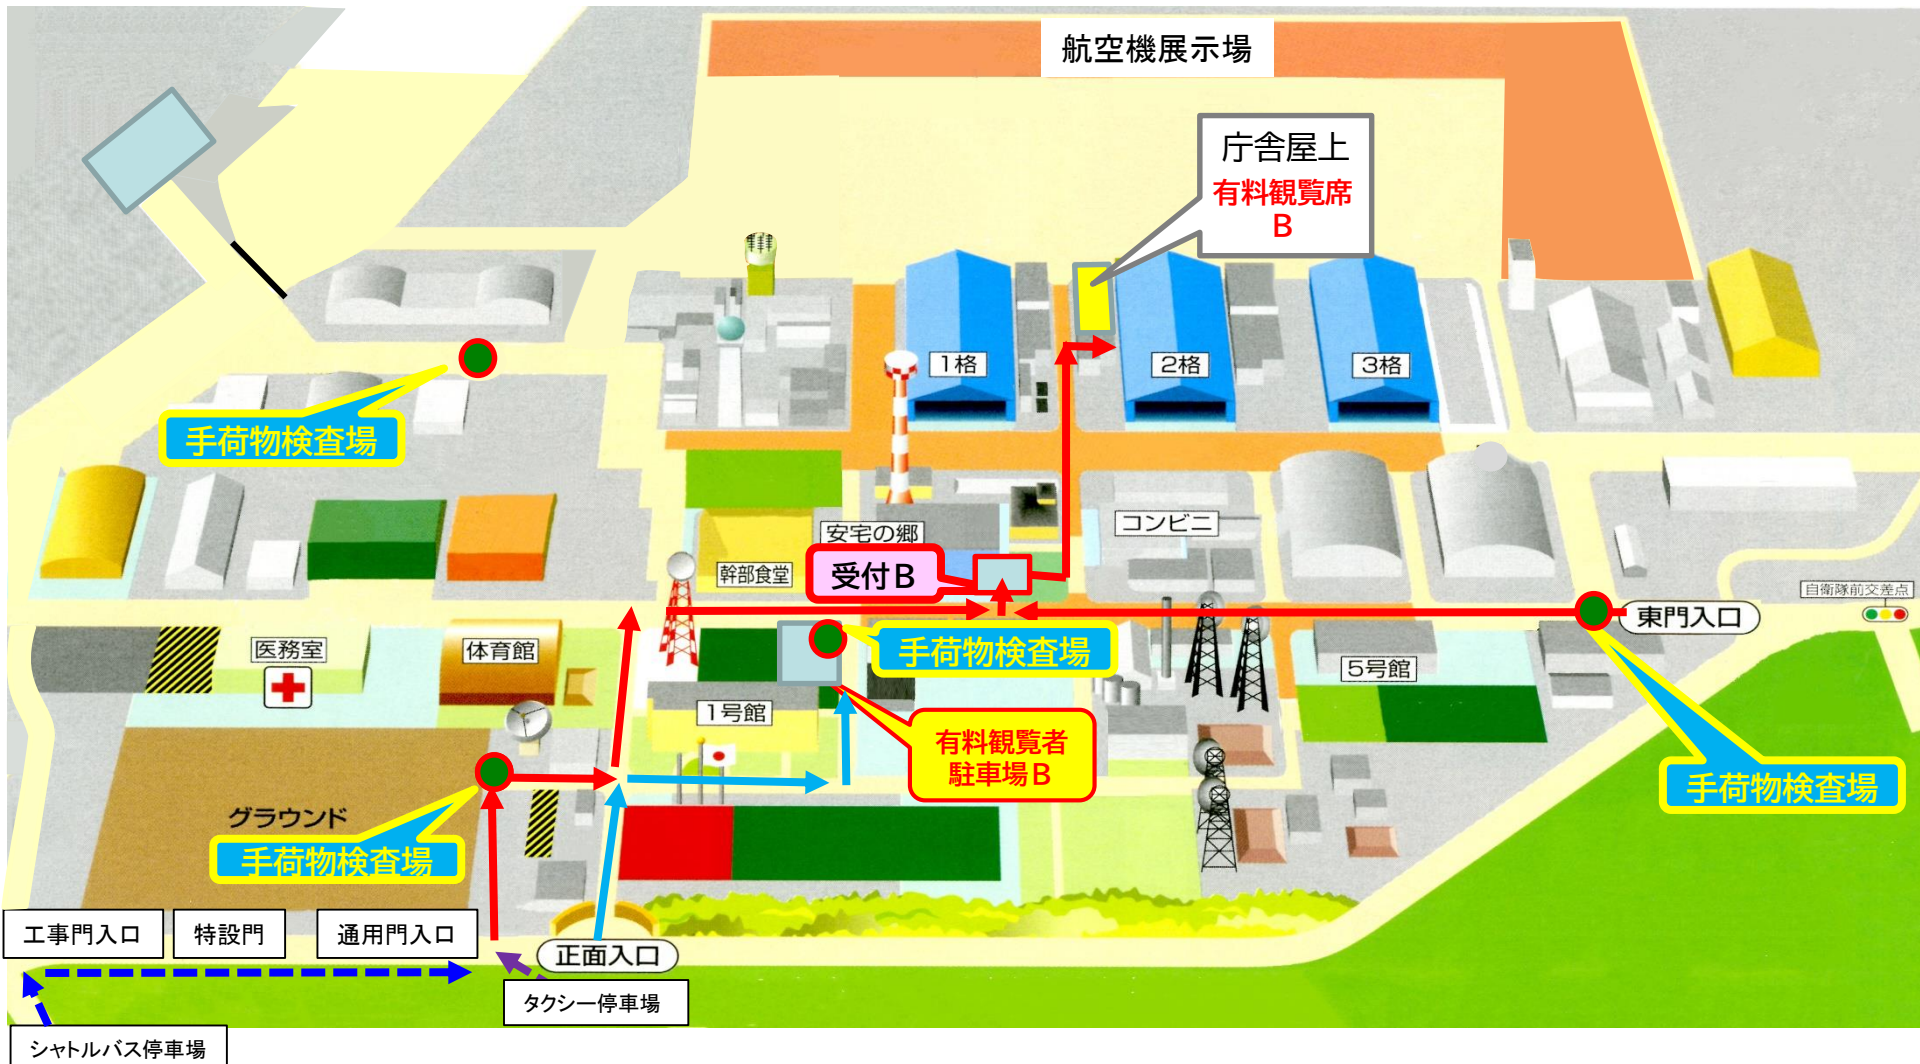 航空機展示場
庁舎屋上
有料観覧席
B
1格
2格
3格
手荷物検査場
安宅の郷
コンビニ
幹部食堂
受付B
自衛隊前交差点
東門入口
医務室
体育館
手荷物検査場
5号館
1号館
有料観覧者
駐車場B
手荷物検査場
グラウンド
手荷物検査場
工事門入口
特設門
通用門入口
正面入口
タクシー停車場
シャトルバス停車場